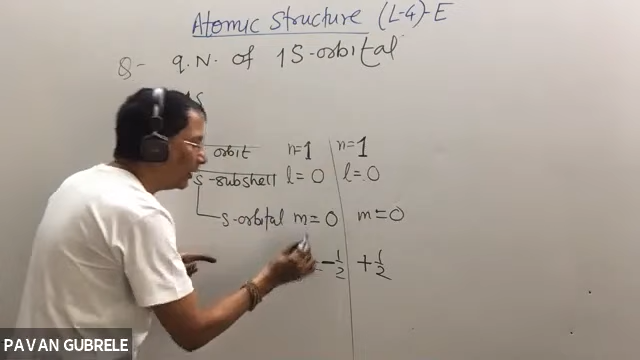 Atomic Structure (L-4)-E
Q- q.N. of 1S-orbital
1S
orbit n=1 n=1
s-subshell l=0 l=0
s-orbital m=0 m=0
-1/2 +1/2
PAVAN GUBRELE